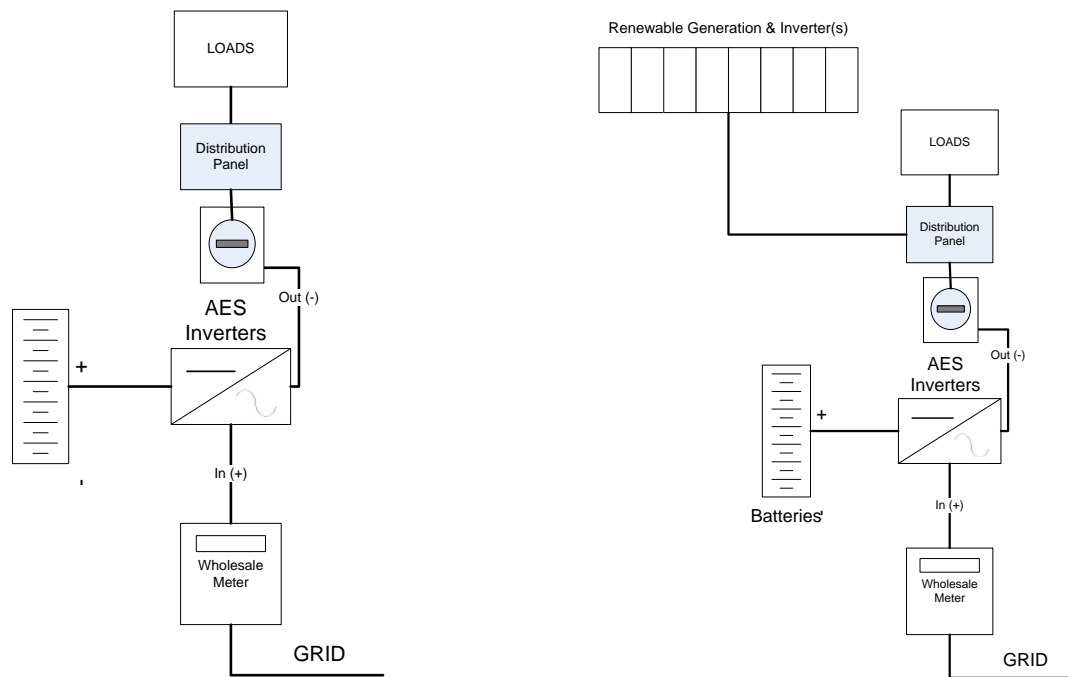 LOADS
Distribution
Panel
Out (-)
AES
Inverters
+
In (+)
Wholesale
Meter
GRID
Renewable Generation & Inverter(s)
LOADS
Distribution
Panel
Out (-)
AES
Inverters
+
Batteries'
In (+)
Wholesale
Meter
GRID